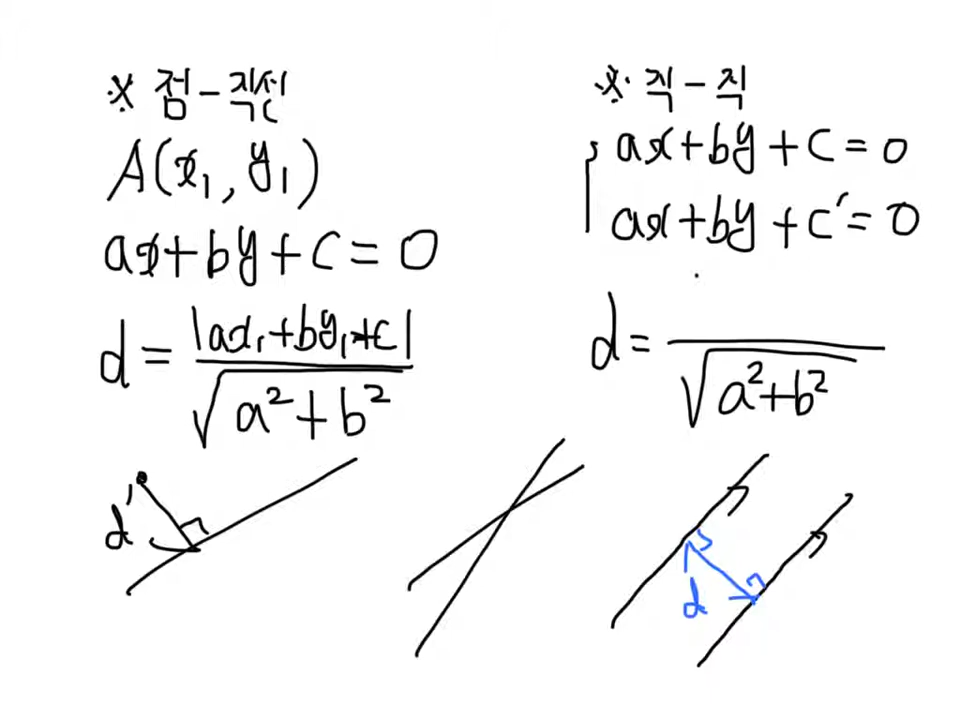 ※ 점-직선
A(x₁, y₁)
ax+by+c=0
d = |ax₁+by₁+c| / √(a²+b²)
d
※ 직-직
ax+by+c=0
ax+by+c'=0
d = ― / √(a²+b²)
d